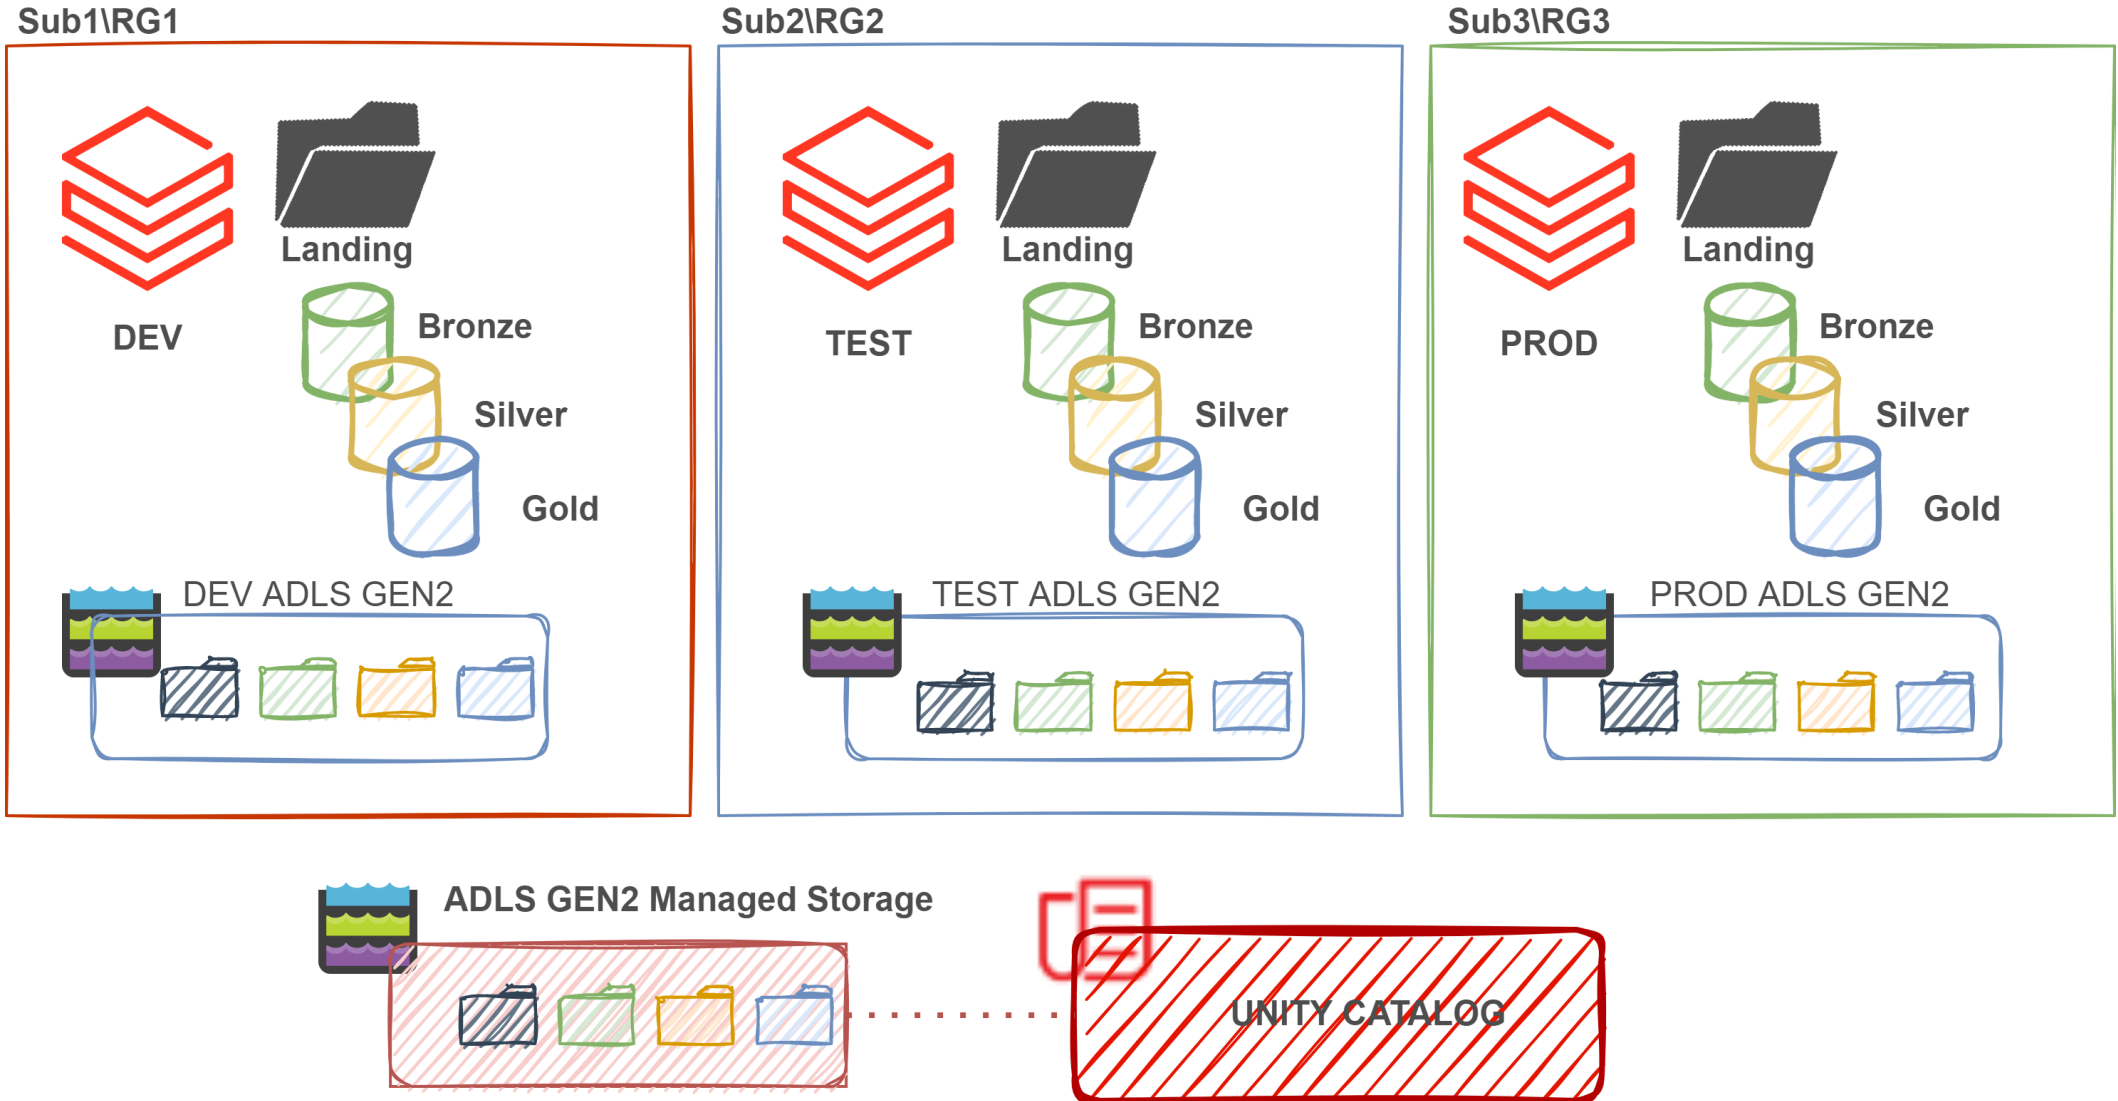 Sub1\RG1
Sub2\RG2
Sub3\RG3
Landing
DEV
Bronze
Silver
Gold
DEV ADLS GEN2
Landing
TEST
Bronze
Silver
Gold
TEST ADLS GEN2
Landing
PROD
Bronze
Silver
Gold
PROD ADLS GEN2
ADLS GEN2 Managed Storage
UNITY CATALOG